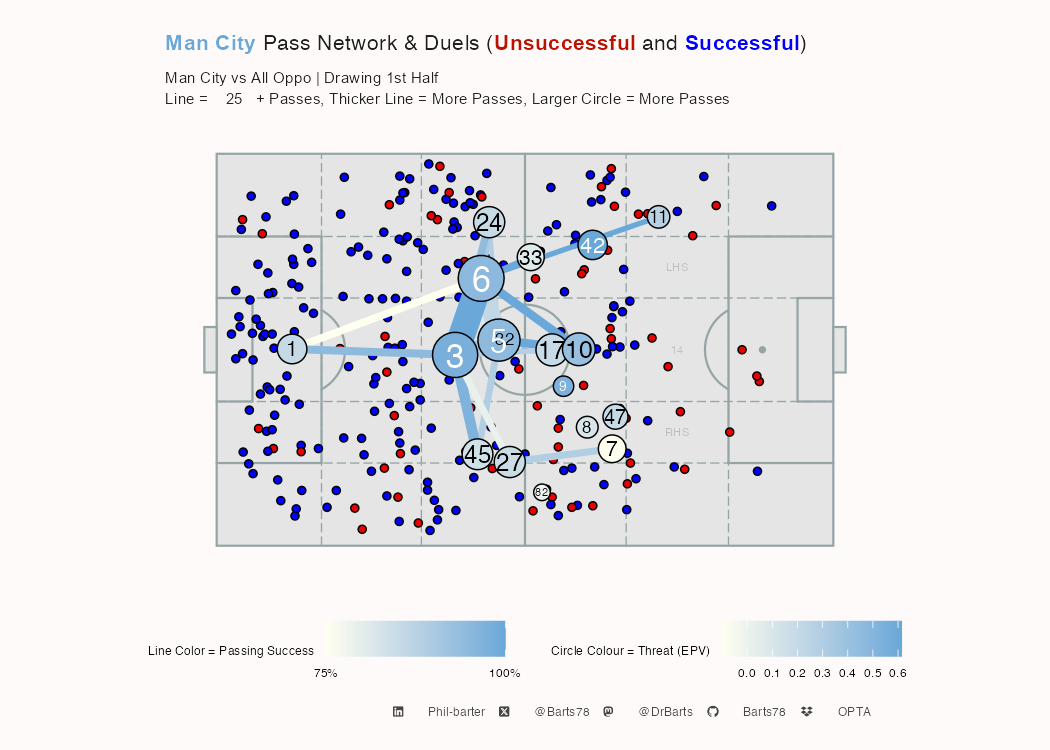 Man City Pass Network & Duels (Unsuccessful and Successful)
Man City vs All Oppo | Drawing 1st Half
Line = 25 + Passes, Thicker Line = More Passes, Larger Circle = More Passes
11
24
42
33
LHS
6
5
32
1
3
17
10
14
9
47
8
RHS
7
45
27
82
Line Color = Passing Success
75%
100%
Circle Colour = Threat (EPV)
0.0 0.1 0.2 0.3 0.4 0.5 0.6
Phil-barter @Barts78 @DrBarts Barts78 OPTA